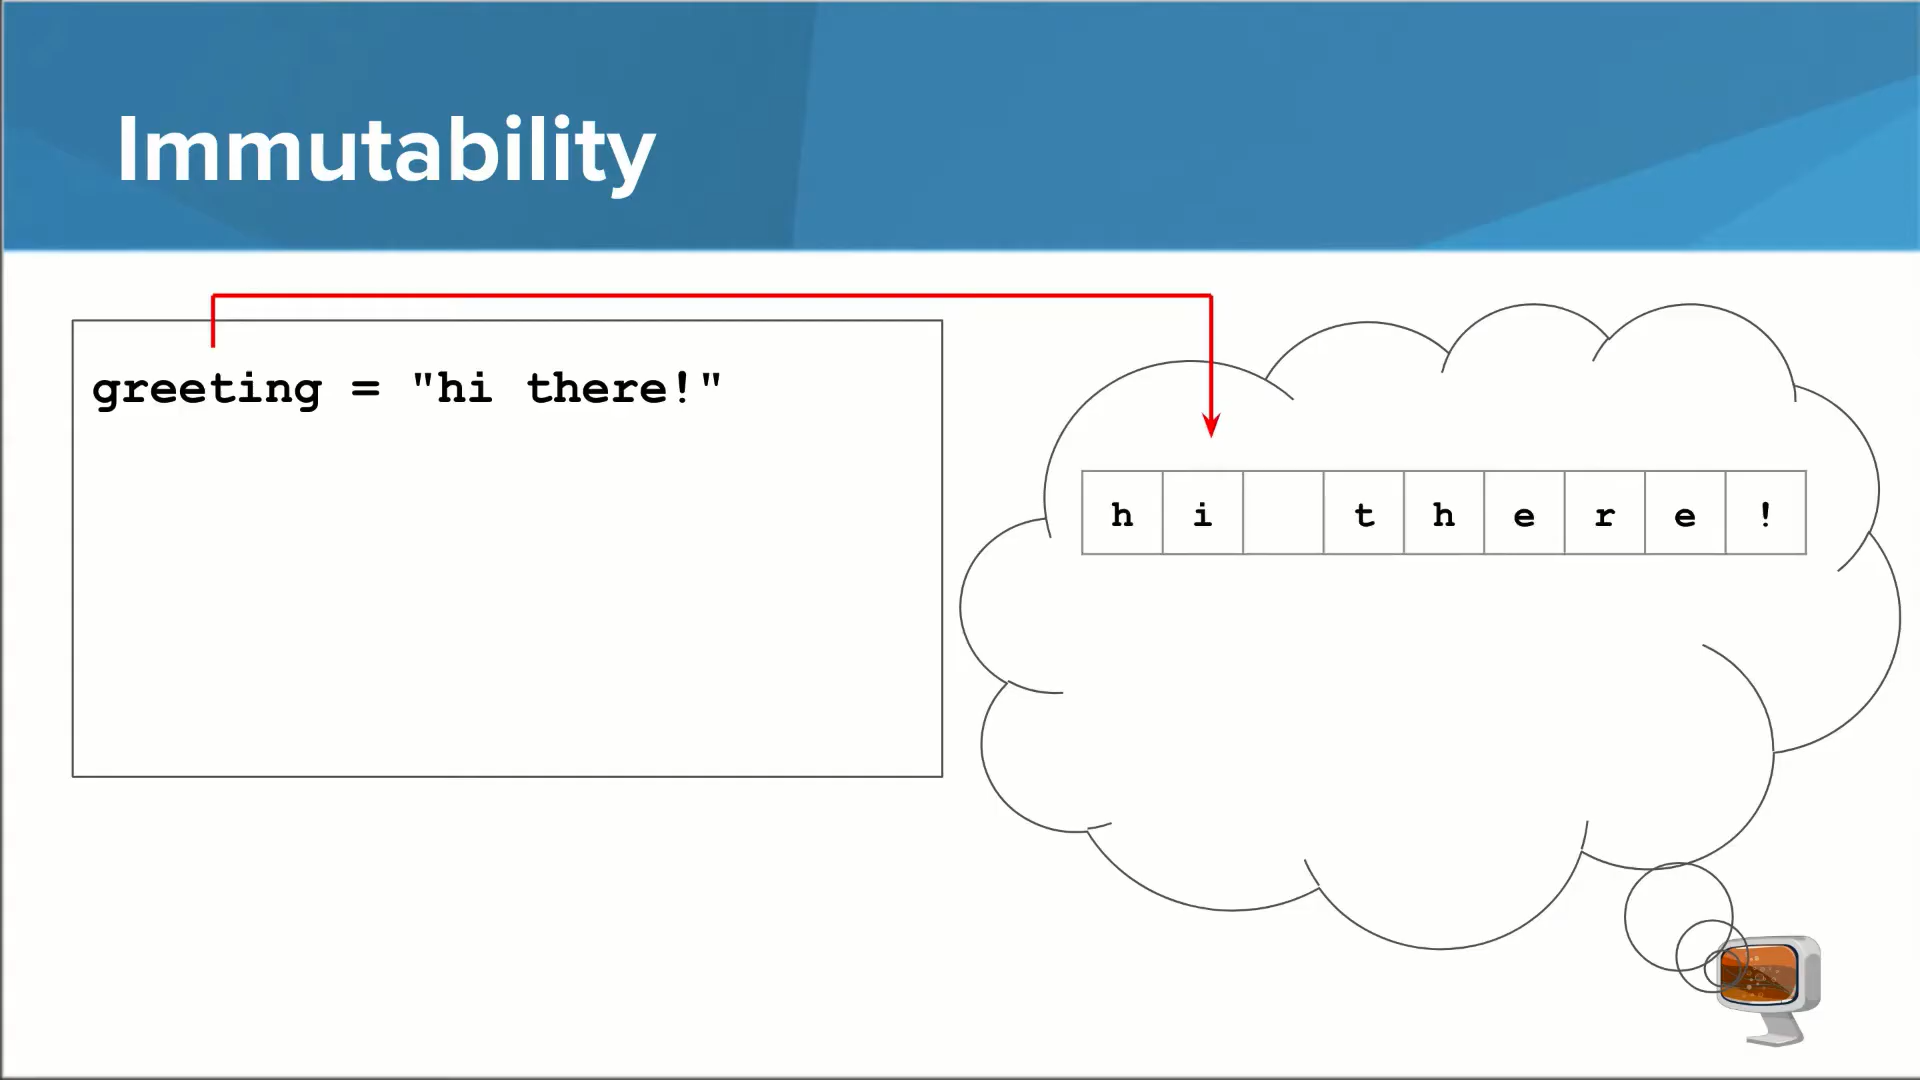 Immutability
greeting = "hi there!"
h i t h e r e !